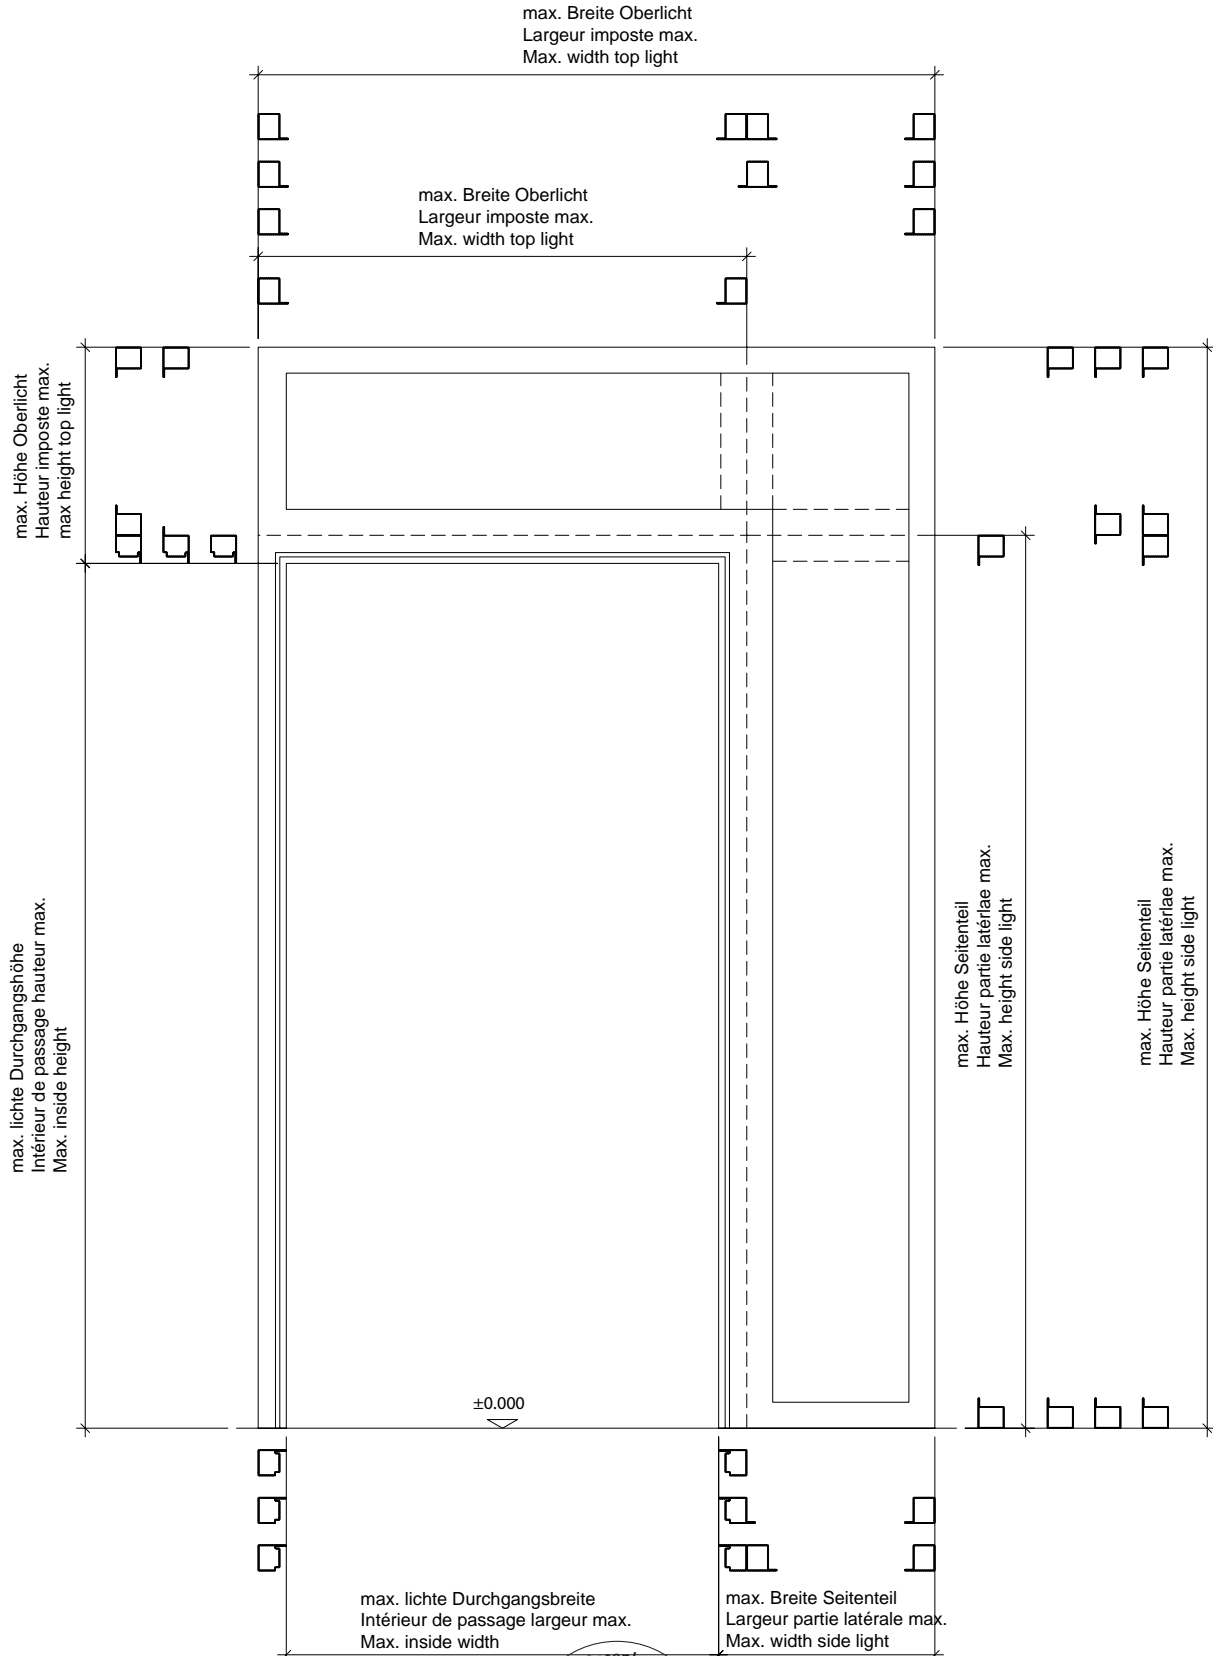 max. Breite Oberlicht
Largeur imposte max.
Max. width top light
max. Breite Oberlicht
Largeur imposte max.
Max. width top light
max. Höhe Oberlicht
Hauteur imposte max.
max height top light
max. lichte Durchgangshöhe
Intérieur de passage hauteur max.
Max. inside height
max. Höhe Seitenteil
Hauteur partie latérlae max.
Max. height side light
max. Höhe Seitenteil
Hauteur partie latérlae max.
Max. height side light
±0.000
max. lichte Durchgangsbreite
Intérieur de passage largeur max.
Max. inside width
max. Breite Seitenteil
Largeur partie latérale max.
Max. width side light